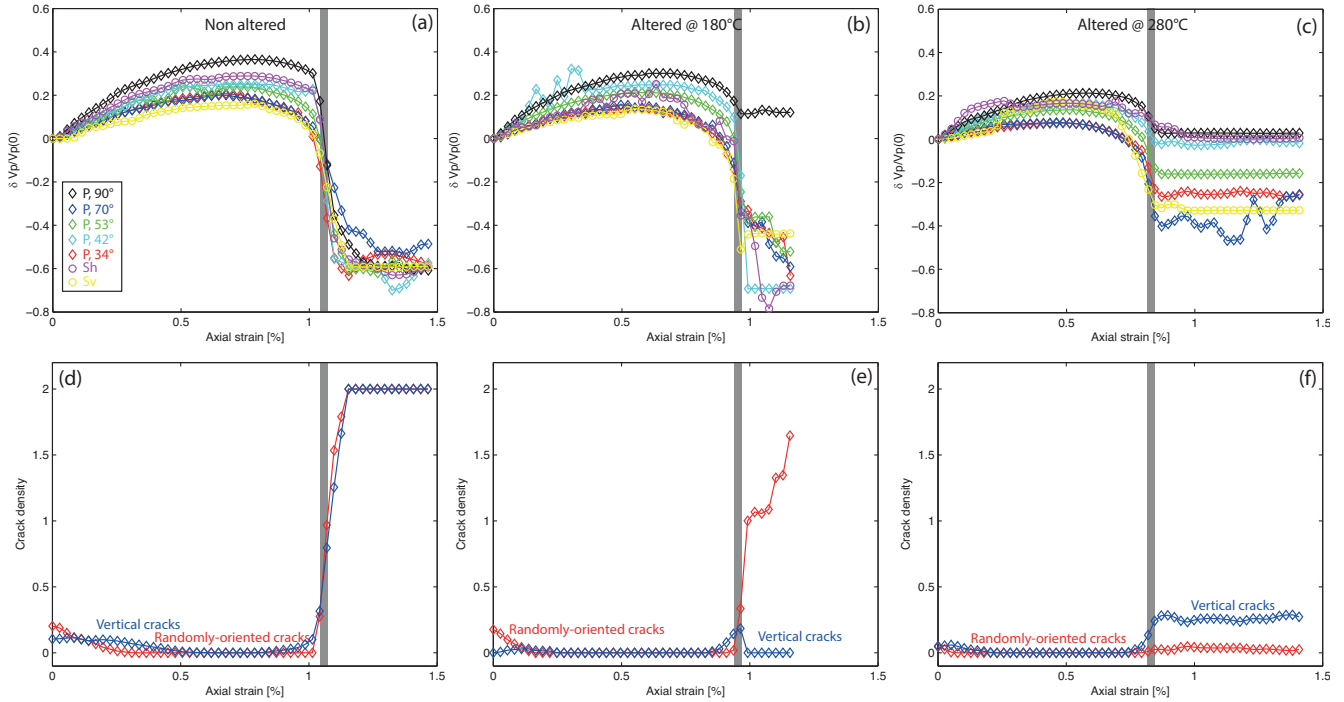 Non altered
(a)
δ Vp/Vp(0)
0.6
0.4
0.2
0
−0.2
−0.4
−0.6
−0.8
P, 90°
P, 70°
P, 53°
P, 42°
P, 34°
Sh
Sv
0
0.5
1
1.5
Axial strain [%]
Altered @ 180°C
(b)
δ Vp/Vp(0)
0.6
0.4
0.2
0
−0.2
−0.4
−0.6
−0.8
0
0.5
1
1.5
Axial strain [%]
Altered @ 280°C
(c)
δ Vp/Vp(0)
0.6
0.4
0.2
0
−0.2
−0.4
−0.6
−0.8
0
0.5
1
1.5
Axial strain [%]
(d)
Crack density
2
1.5
1
0.5
0
Vertical cracks
Randomly-oriented cracks
0
0.5
1
1.5
Axial strain [%]
(e)
Crack density
2
1.5
1
0.5
0
Randomly-oriented cracks
Vertical cracks
0
0.5
1
1.5
Axial strain [%]
(f)
Crack density
2
1.5
1
0.5
0
Vertical cracks
Randomly-oriented cracks
0
0.5
1
1.5
Axial strain [%]